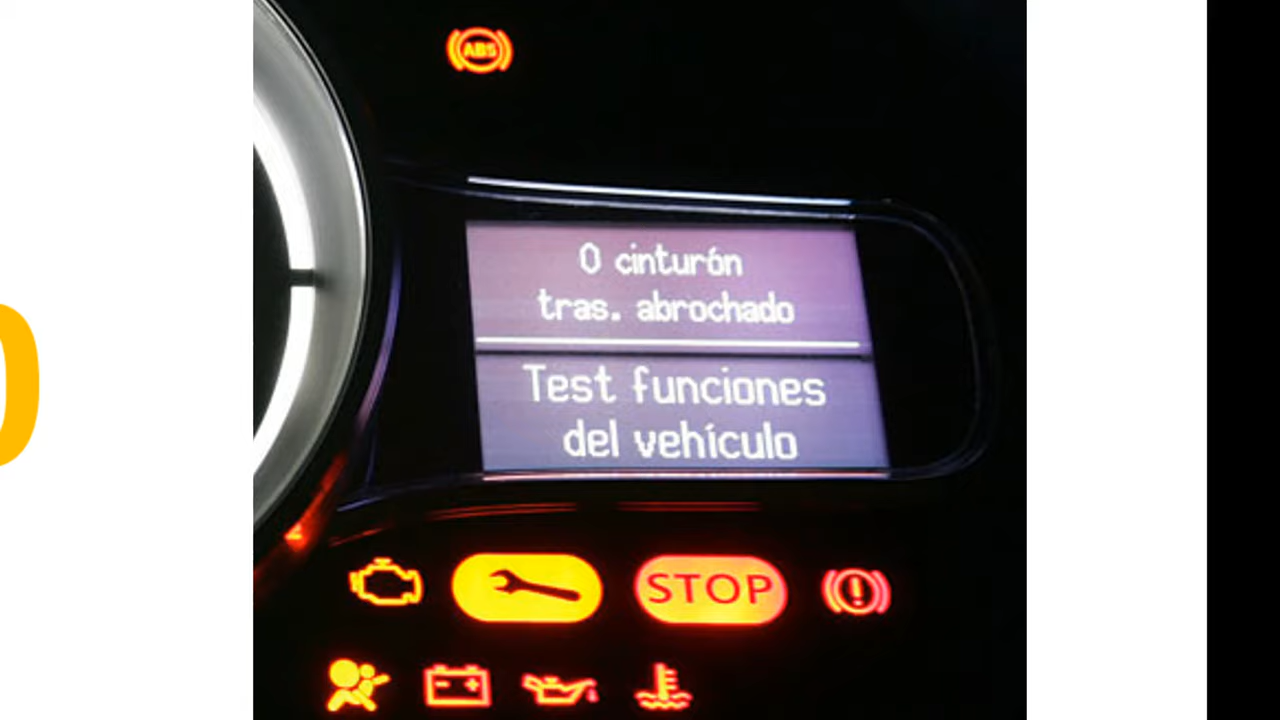 ABS
0 cinturón
tras. abrochado
Test funciones
del vehículo
STOP